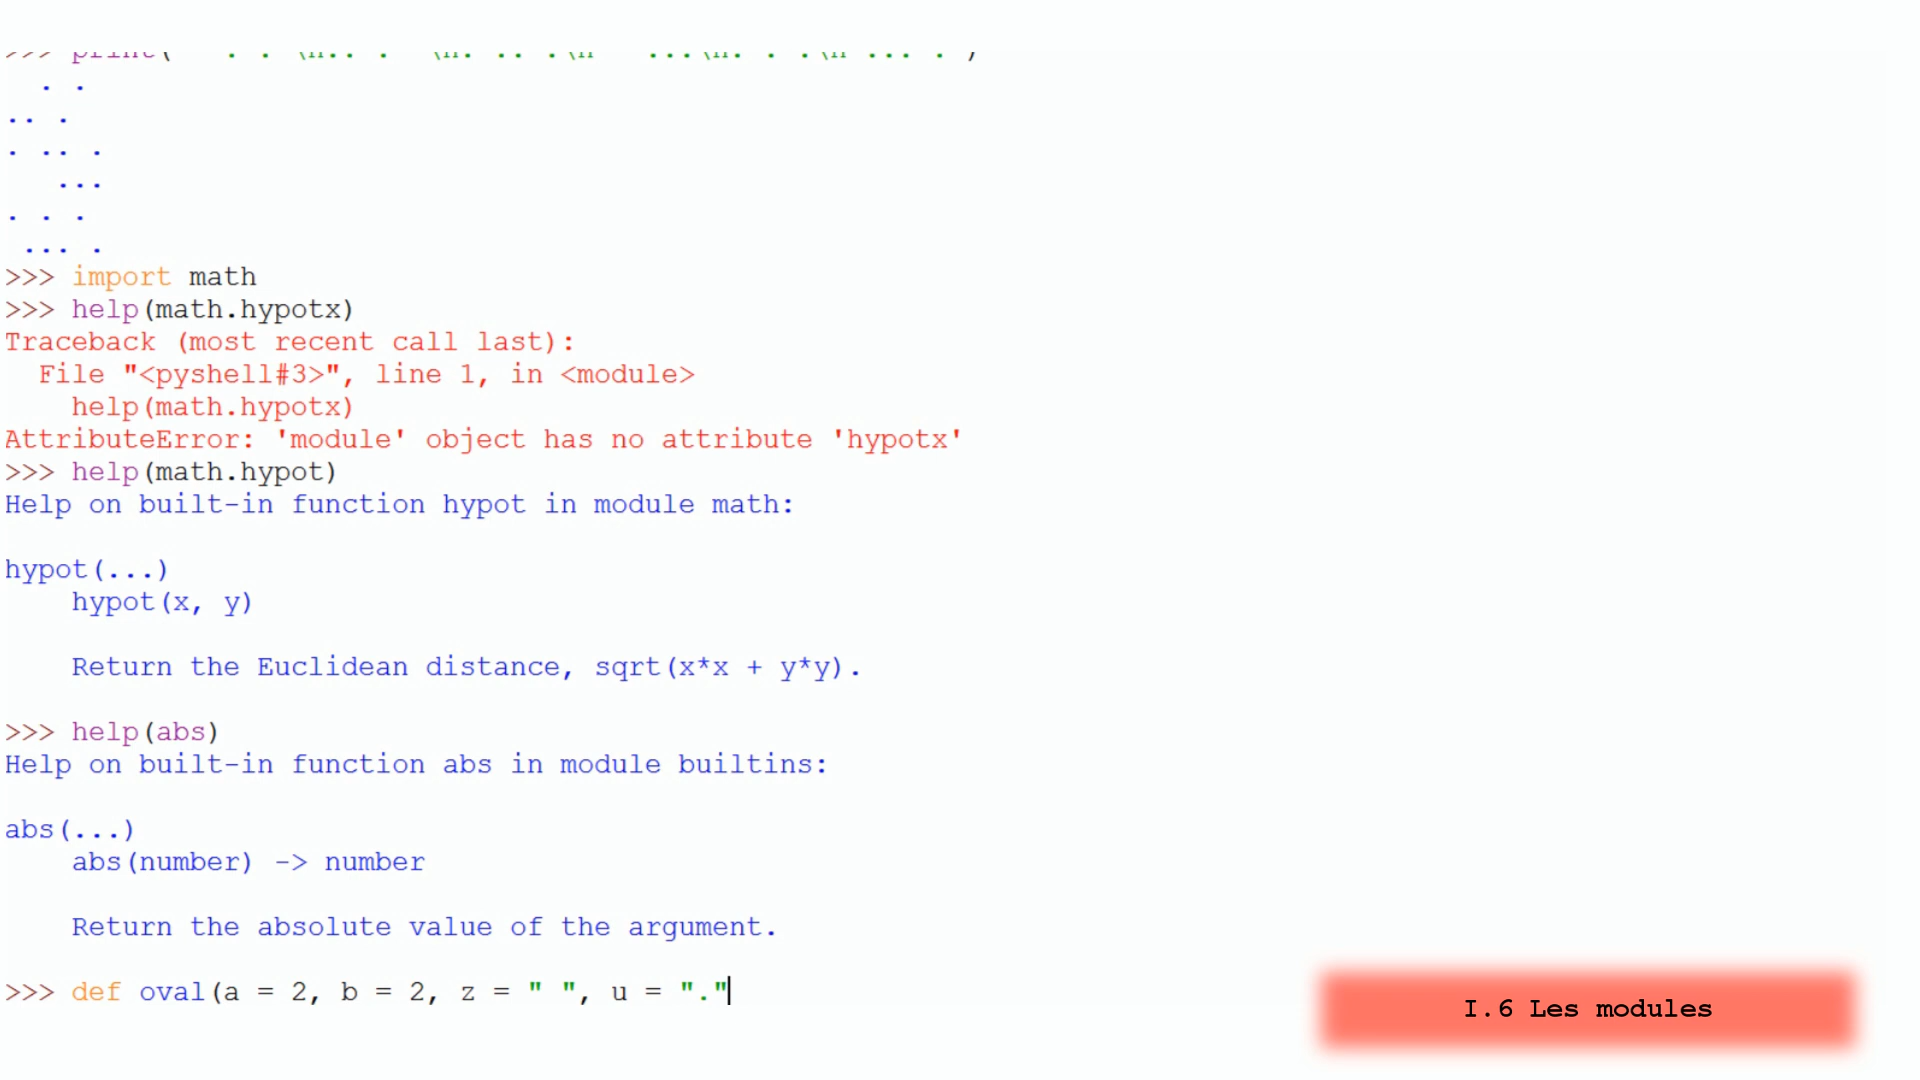 >>> print(
  . .
.. .
. .. .
   ...
. . .
 ... .
>>> import math
>>> help(math.hypotx)
Traceback (most recent call last):
  File "<pyshell#3>", line 1, in <module>
    help(math.hypotx)
AttributeError: 'module' object has no attribute 'hypotx'
>>> help(math.hypot)
Help on built-in function hypot in module math:
hypot(...)
    hypot(x, y)
    Return the Euclidean distance, sqrt(x*x + y*y).
>>> help(abs)
Help on built-in function abs in module builtins:
abs(...)
    abs(number) -> number
    Return the absolute value of the argument.
>>> def oval(a = 2, b = 2, z = " ", u = "."
I.6 Les modules